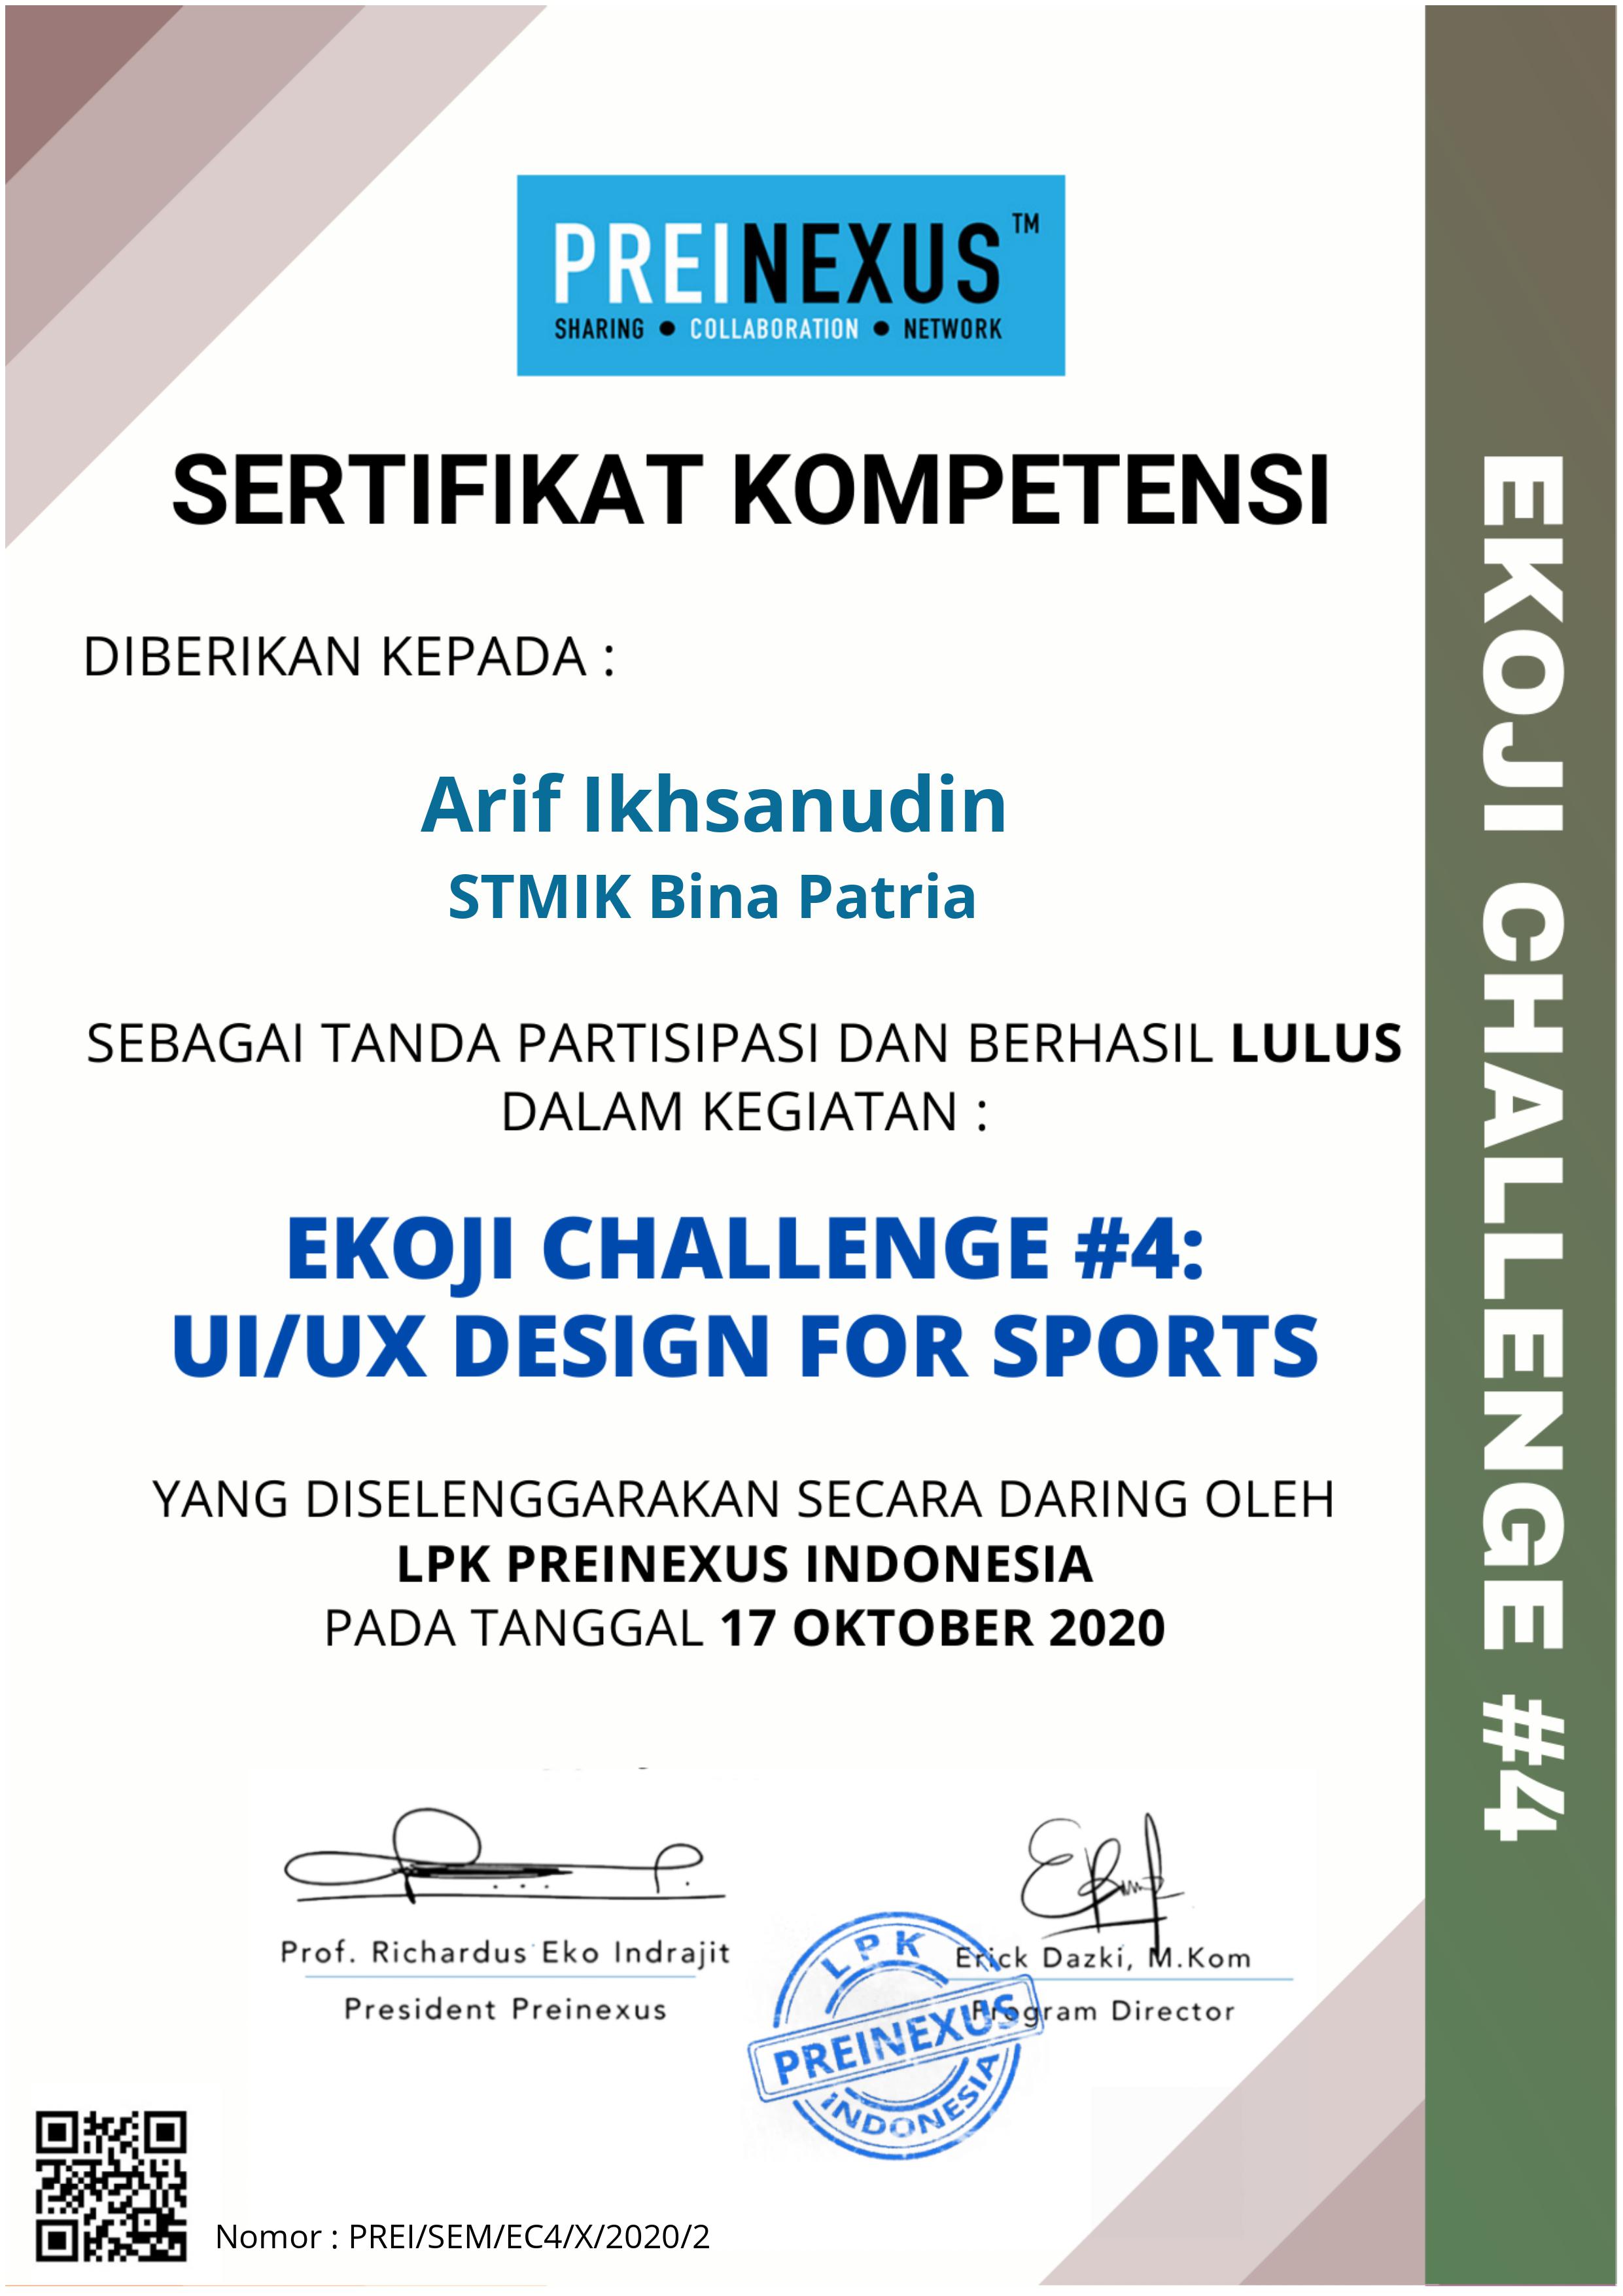 PREINEXUS™
SHARING ● COLLABORATION ● NETWORK
SERTIFIKAT KOMPETENSI
DIBERIKAN KEPADA :
Arif Ikhsanudin
STMIK Bina Patria
SEBAGAI TANDA PARTISIPASI DAN BERHASIL LULUS
DALAM KEGIATAN :
EKOJI CHALLENGE #4:
UI/UX DESIGN FOR SPORTS
YANG DISELENGGARAKAN SECARA DARING OLEH
LPK PREINEXUS INDONESIA
PADA TANGGAL 17 OKTOBER 2020
Prof. Richardus Eko Indrajit
President Preinexus
Erick Dazki, M.Kom
Program Director
LPK
PREINEXUS
INDONESIA
Nomor : PREI/SEM/EC4/X/2020/2
EKOJI CHALLENGE #4